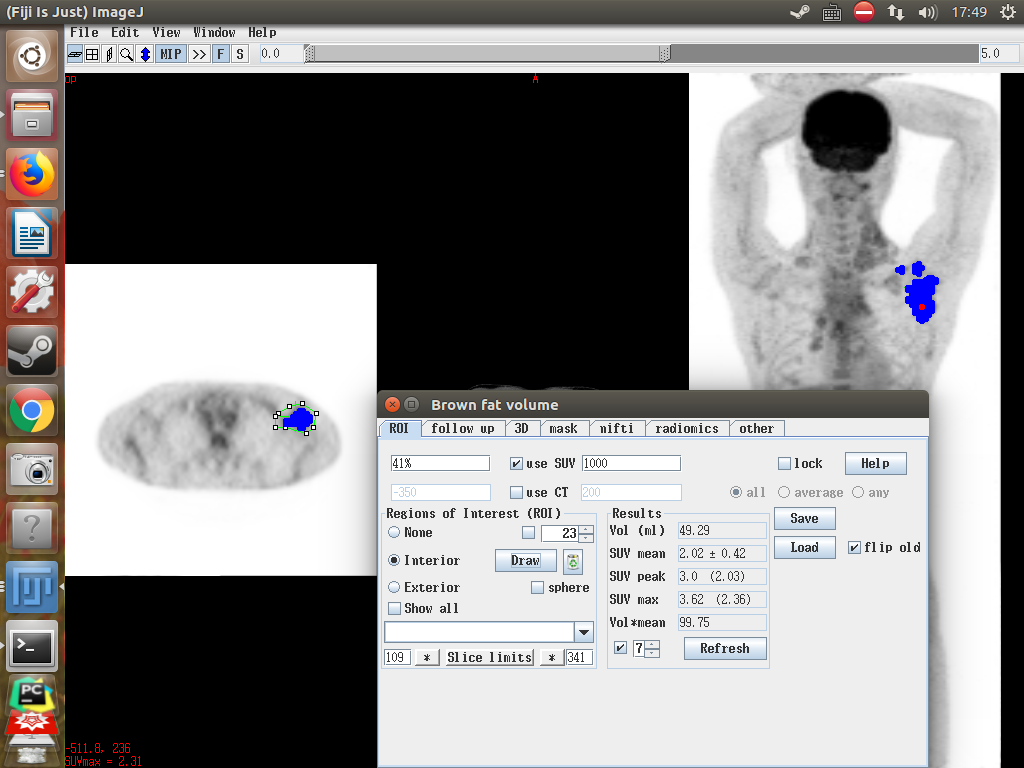 (Fiji Is Just) ImageJ 17:49
File Edit View Window Help
MIP >> F S 0.0 5.0
A
Brown fat volume
ROI follow up 3D mask nifti radiomics other
41% use SUV 1000 lock Help
-350 use CT 200 all average any
Regions of Interest (ROI)
None 23
Interior Draw
Exterior sphere
Show all
109 * Slice limits * 341
Results
Vol (ml) 49.29
SUV mean 2.02 ± 0.42
SUV peak 3.0 (2.03)
SUV max 3.62 (2.36)
Vol*mean 99.75
7 Refresh
Save
Load flip old
-511.8, 236
SUVmax = 2.31
PC